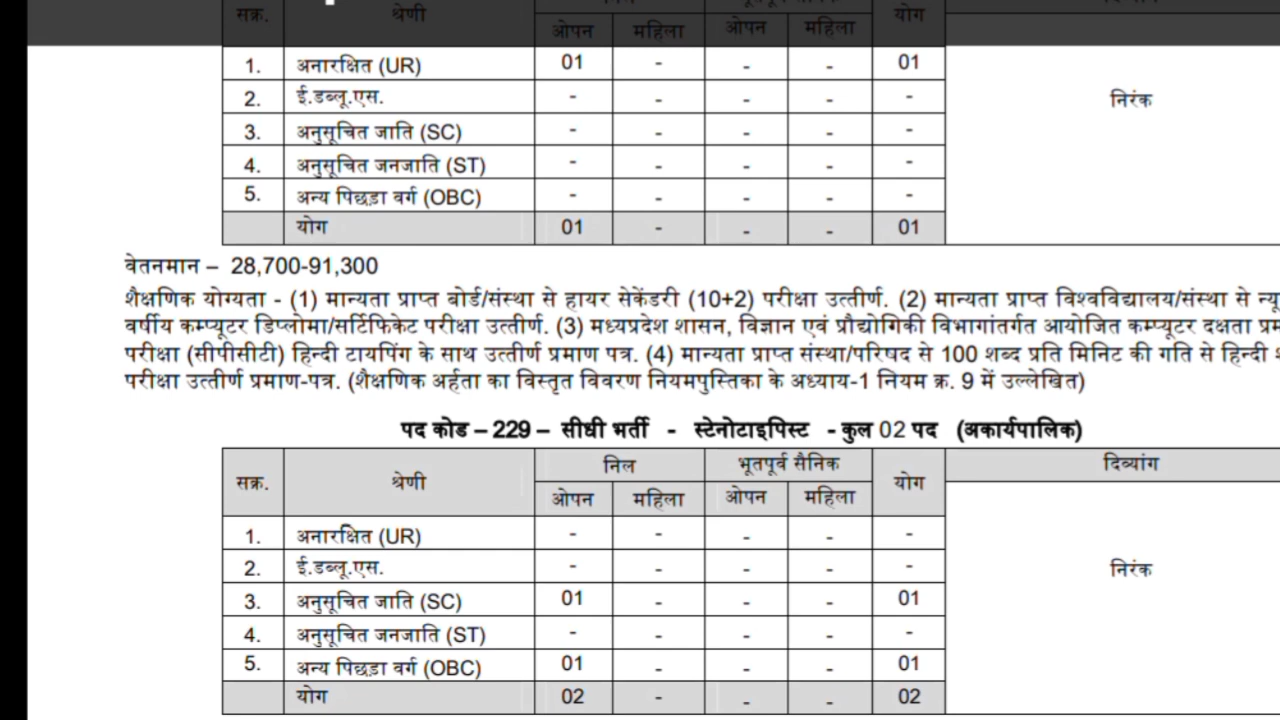 सक्र. श्रेणी योग
ओपन महिला ओपन महिला
1. अनारक्षित (UR) 01 - - - 01
2. ई.डब्लू.एस. - - - - - निरंक
3. अनुसूचित जाति (SC) - - - - -
4. अनुसूचित जनजाति (ST) - - - - -
5. अन्य पिछड़ा वर्ग (OBC) - - - - -
योग 01 - - - 01
वेतनमान – 28,700-91,300
शैक्षणिक योग्यता - (1) मान्यता प्राप्त बोर्ड/संस्था से हायर सेकेंडरी (10+2) परीक्षा उत्तीर्ण. (2) मान्यता प्राप्त विश्वविद्यालय/संस्था से
वर्षीय कम्प्यूटर डिप्लोमा/सर्टिफिकेट परीक्षा उत्तीर्ण. (3) मध्यप्रदेश शासन, विज्ञान एवं प्रौद्योगिकी विभागांतर्गत आयोजित कम्प्यूटर दक्षता
परीक्षा (सीपीसीटी) हिन्दी टायपिंग के साथ उत्तीर्ण प्रमाण पत्र. (4) मान्यता प्राप्त संस्था/परिषद से 100 शब्द प्रति मिनिट की गति से हिन्दी
परीक्षा उत्तीर्ण प्रमाण-पत्र. (शैक्षणिक अर्हता का विस्तृत विवरण नियमपुस्तिका के अध्याय-1 नियम क्र. 9 में उल्लेखित)
पद कोड – 229 – सीधी भर्ती - स्टेनोटाइपिस्ट - कुल 02 पद (अकार्यपालिक)
सक्र. श्रेणी निल भूतपूर्व सैनिक योग दिव्यांग
ओपन महिला ओपन महिला
1. अनारक्षित (UR) - - - - -
2. ई.डब्लू.एस. - - - - - निरंक
3. अनुसूचित जाति (SC) 01 - - - 01
4. अनुसूचित जनजाति (ST) - - - - -
5. अन्य पिछड़ा वर्ग (OBC) 01 - - - 01
योग 02 - - - 02